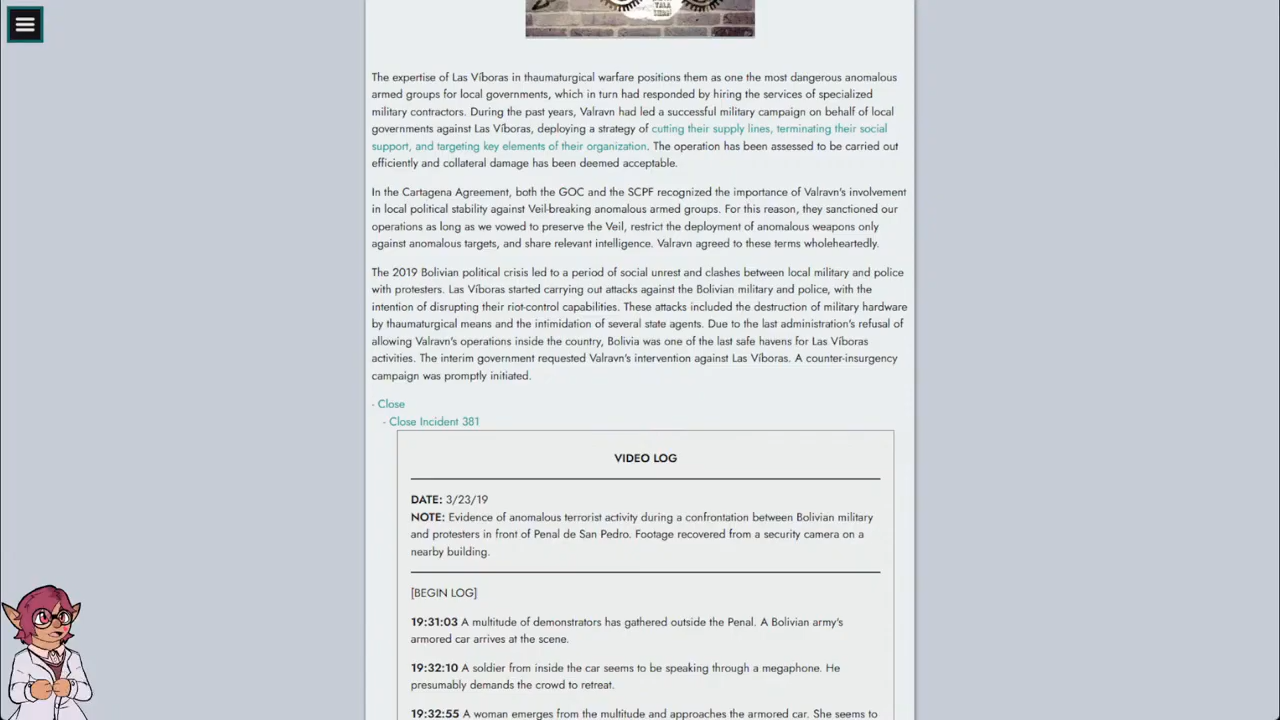 The expertise of Las Víboras in thaumaturgical warfare positions them as one the most dangerous anomalous
armed groups for local governments, which in turn had responded by hiring the services of specialized
military contractors. During the past years, Valravn had led a successful military campaign on behalf of local
governments against Las Víboras, deploying a strategy of cutting their supply lines, terminating their social
support, and targeting key elements of their organization. The operation has been assessed to be carried out
efficiently and collateral damage has been deemed acceptable.
In the Cartagena Agreement, both the GOC and the SCPF recognized the importance of Valravn's involvement
in local political stability against Veil-breaking anomalous armed groups. For this reason, they sanctioned our
operations as long as we vowed to preserve the Veil, restrict the deployment of anomalous weapons only
against anomalous targets, and share relevant intelligence. Valravn agreed to these terms wholeheartedly.
The 2019 Bolivian political crisis led to a period of social unrest and clashes between local military and police
with protesters. Las Víboras started carrying out attacks against the Bolivian military and police, with the
intention of disrupting their riot-control capabilities. These attacks included the destruction of military hardware
by thaumaturgical means and the intimidation of several state agents. Due to the last administration's refusal of
allowing Valravn's operations inside the country, Bolivia was one of the last safe havens for Las Víboras
activities. The interim government requested Valravn's intervention against Las Víboras. A counter-insurgency
campaign was promptly initiated.
- Close
- Close Incident 381
VIDEO LOG
DATE: 3/23/19
NOTE: Evidence of anomalous terrorist activity during a confrontation between Bolivian military
and protesters in front of Penal de San Pedro. Footage recovered from a security camera on a
nearby building.
[BEGIN LOG]
19:31:03 A multitude of demonstrators has gathered outside the Penal. A Bolivian army's
armored car arrives at the scene.
19:32:10 A soldier from inside the car seems to be speaking through a megaphone. He
presumably demands the crowd to retreat.
19:32:55 A woman emerges from the multitude and approaches the armored car. She seems to